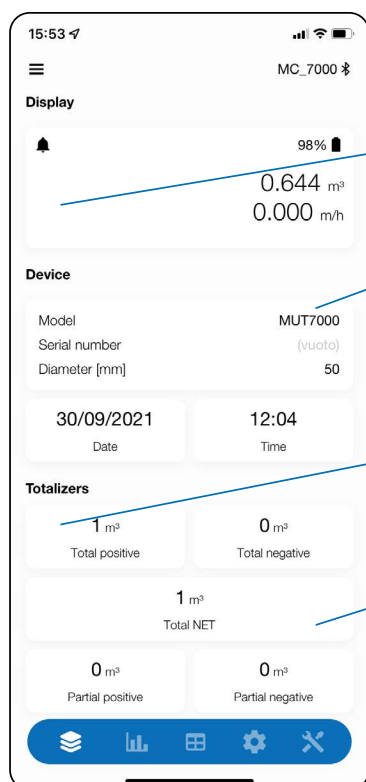 15:53
MC_7000
Display
98%
0.644 m³
0.000 m/h
Device
Model MUT7000
Serial number (vuoto)
Diameter [mm] 50
30/09/2021 12:04
Date Time
Totalizers
1 m³ 0 m³
Total positive Total negative
1 m³
Total NET
0 m³ 0 m³
Partial positive Partial negative